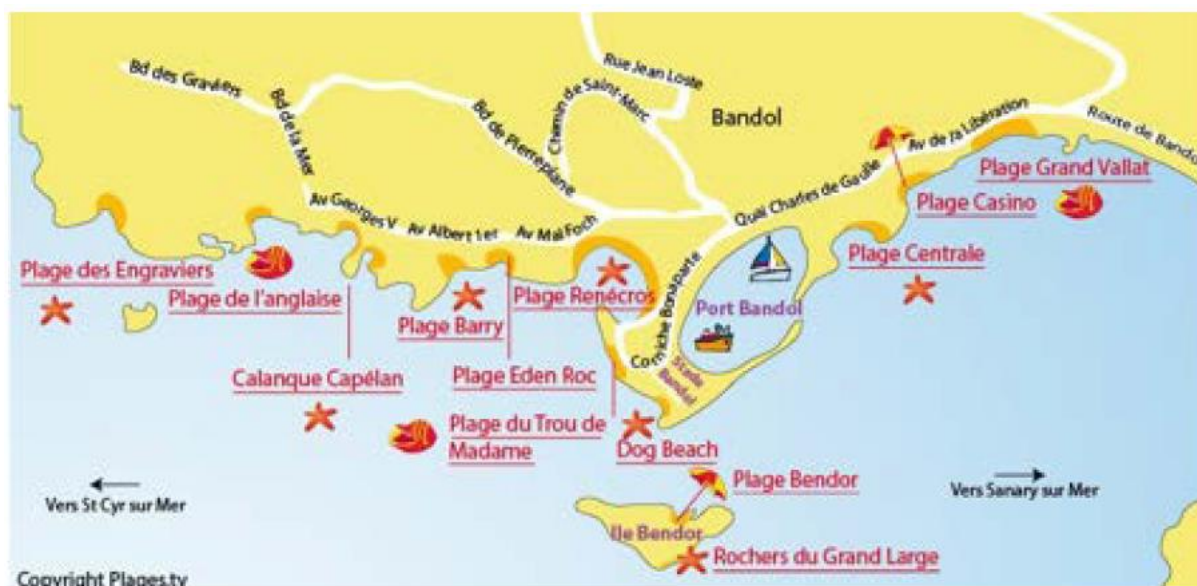 Bd des Graviers
Bd de la Mer
Bd de Pierreplane
Chemin de Saint-Marc
Rue Jean Loste
Bandol
Av de la Libération
Route de Bandol
Quai Charles de Gaulle
Plage Grand Vallat
Plage Casino
Av Georges V
Av Albert 1er
Av Mal Foch
Plage Centrale
Plage des Engraviers
Plage de l'anglaise
Plage Barry
Plage Renécros
Corniche Bonaparte
Port Bandol
Stade
Bandol
Calanque Capélan
Plage Eden Roc
Plage du Trou de
Madame
Dog Beach
Plage Bendor
Vers St Cyr sur Mer
Vers Sanary sur Mer
Ile Bendor
Rochers du Grand Large
Copyright Plages.tv